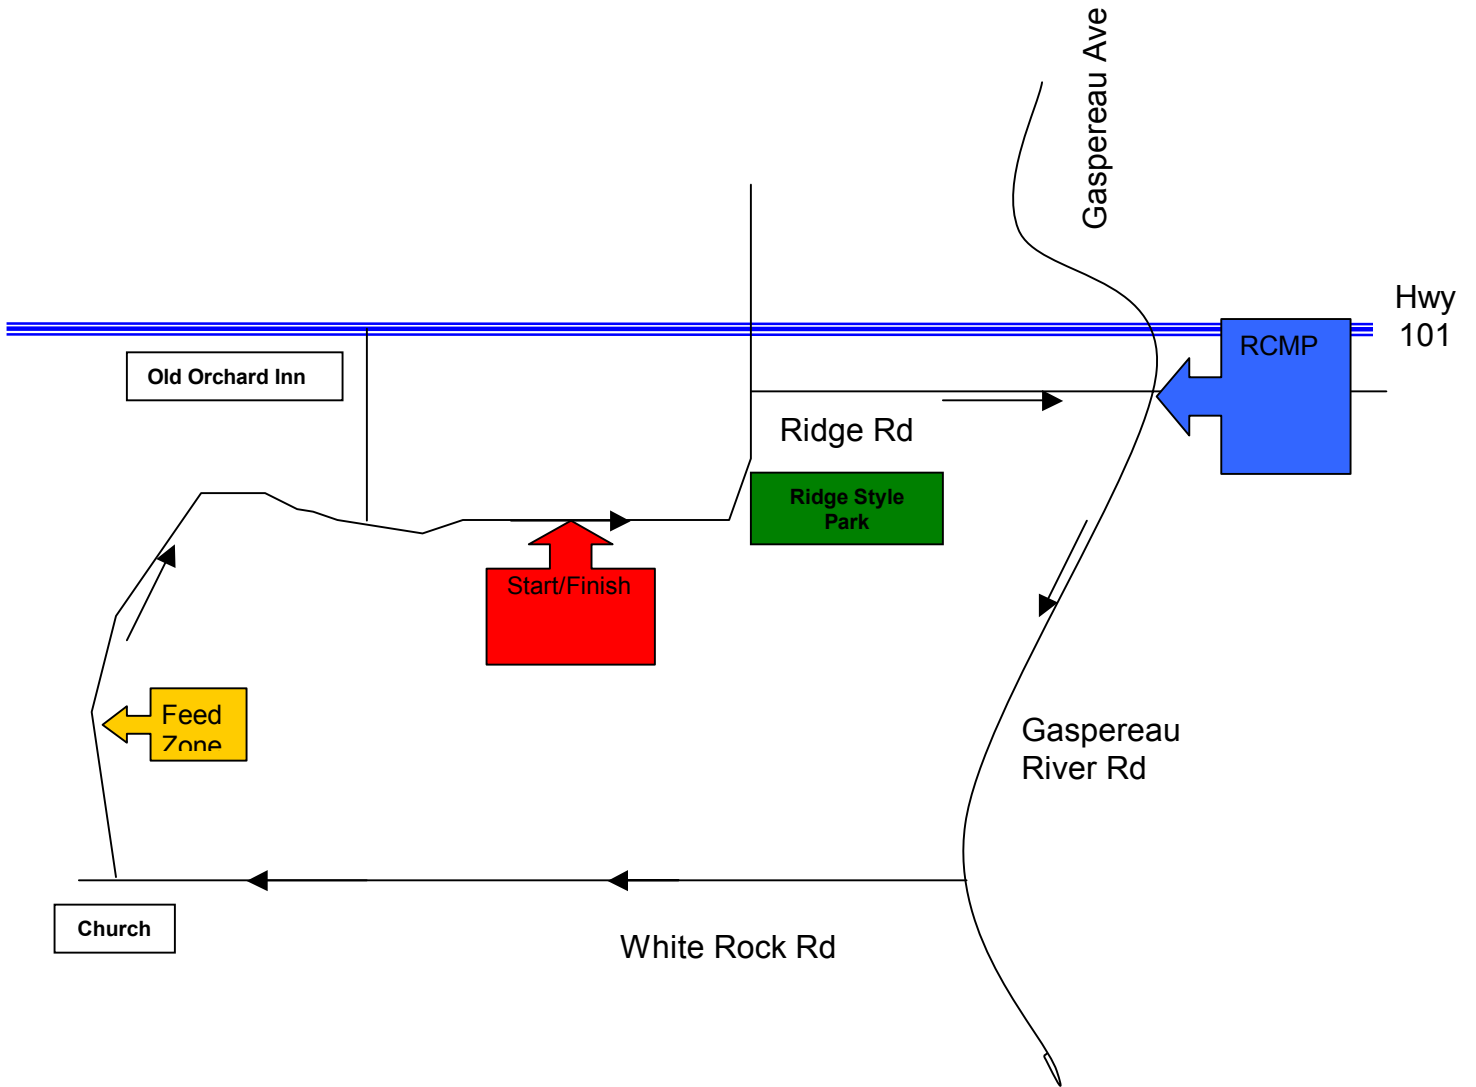 Gaspereau Ave
Hwy
101
RCMP
Old Orchard Inn
Ridge Rd
Ridge Style
Park
Start/Finish
Feed
Zone
Gaspereau
River Rd
Church
White Rock Rd